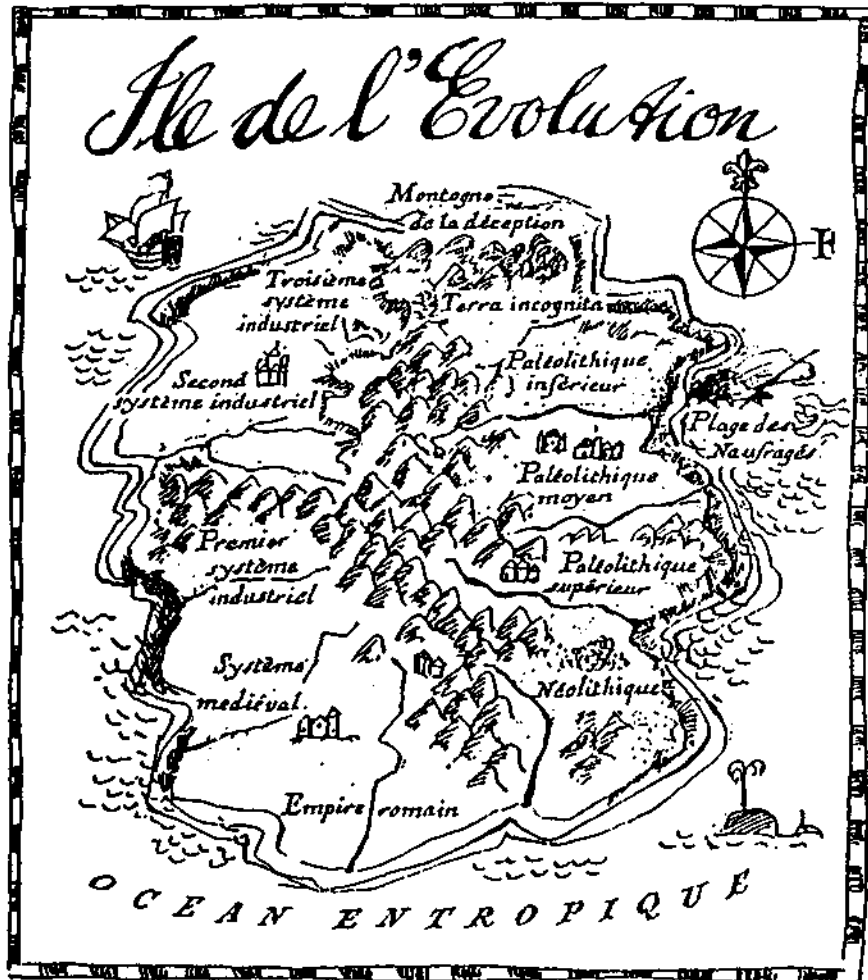 Ile de l'Evolution
Montagne
de la déception
E
Troisième
système
industriel
Terra incognita
Paléolithique
inférieur
Second
système industriel
Plage des
Naufragés
Paléolithique
moyen
Premier
système
industriel
Paléolithique
supérieur
Système
mediéval
Néolithique
Empire romain
OCEAN ENTROPIQUE